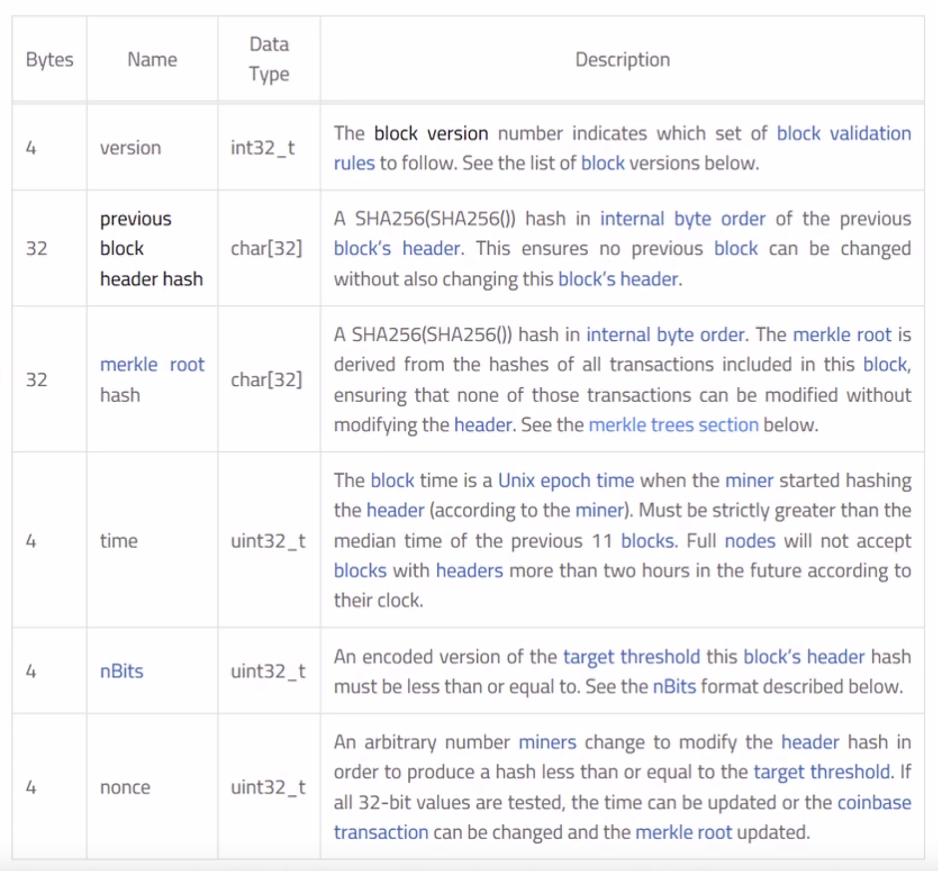 Bytes Name Data Type Description
4 version int32_t The block version number indicates which set of block validation
rules to follow. See the list of block versions below.
32 previous block header hash char[32] A SHA256(SHA256()) hash in internal byte order of the previous
block's header. This ensures no previous block can be changed
without also changing this block's header.
32 merkle root hash char[32] A SHA256(SHA256()) hash in internal byte order. The merkle root is
derived from the hashes of all transactions included in this block,
ensuring that none of those transactions can be modified without
modifying the header. See the merkle trees section below.
4 time uint32_t The block time is a Unix epoch time when the miner started hashing
the header (according to the miner). Must be strictly greater than the
median time of the previous 11 blocks. Full nodes will not accept
blocks with headers more than two hours in the future according to
their clock.
4 nBits uint32_t An encoded version of the target threshold this block's header hash
must be less than or equal to. See the nBits format described below.
4 nonce uint32_t An arbitrary number miners change to modify the header hash in
order to produce a hash less than or equal to the target threshold. If
all 32-bit values are tested, the time can be updated or the coinbase
transaction can be changed and the merkle root updated.